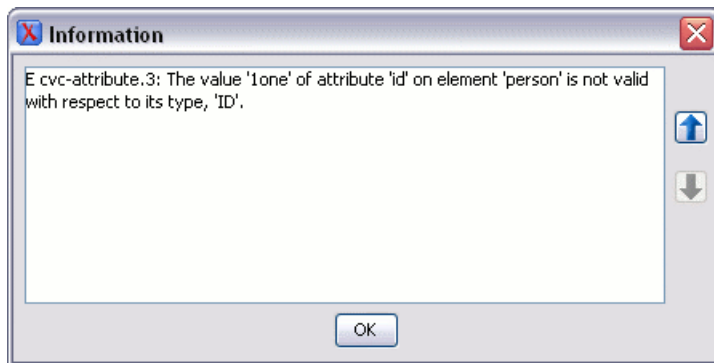 Information
E cvc-attribute.3: The value '1one' of attribute 'id' on element 'person' is not valid
with respect to its type, 'ID'.
OK